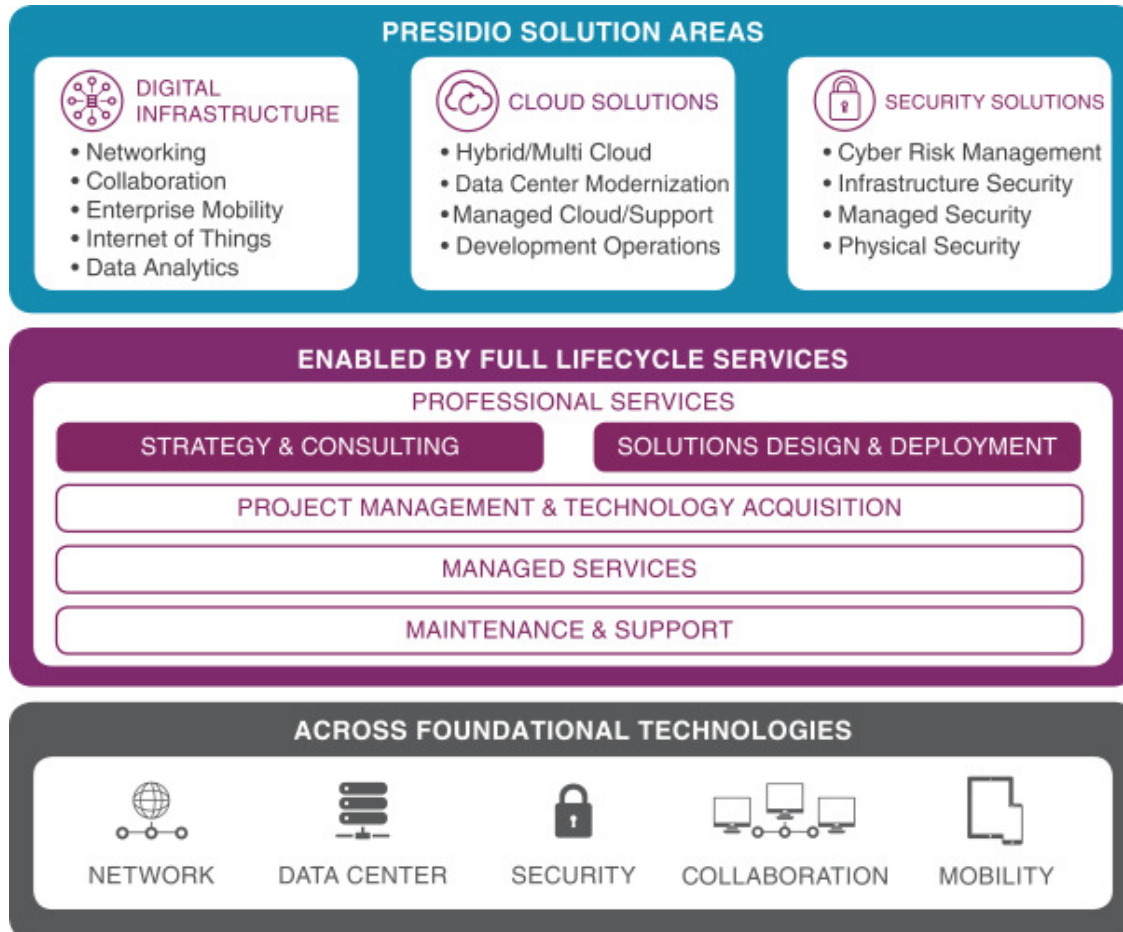 PRESIDIO SOLUTION AREAS
DIGITAL
INFRASTRUCTURE
• Networking
• Collaboration
• Enterprise Mobility
• Internet of Things
• Data Analytics
CLOUD SOLUTIONS
• Hybrid/Multi Cloud
• Data Center Modernization
• Managed Cloud/Support
• Development Operations
SECURITY SOLUTIONS
• Cyber Risk Management
• Infrastructure Security
• Managed Security
• Physical Security
ENABLED BY FULL LIFECYCLE SERVICES
PROFESSIONAL SERVICES
STRATEGY & CONSULTING
SOLUTIONS DESIGN & DEPLOYMENT
PROJECT MANAGEMENT & TECHNOLOGY ACQUISITION
MANAGED SERVICES
MAINTENANCE & SUPPORT
ACROSS FOUNDATIONAL TECHNOLOGIES
NETWORK
DATA CENTER
SECURITY
COLLABORATION
MOBILITY